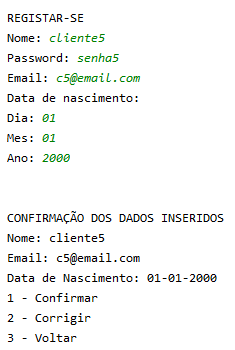 REGISTAR-SE
Nome: cliente5
Password: senha5
Email: c5@email.com
Data de nascimento:
Dia: 01
Mes: 01
Ano: 2000
CONFIRMAÇÃO DOS DADOS INSERIDOS
Nome: cliente5
Email: c5@email.com
Data de Nascimento: 01-01-2000
1 - Confirmar
2 - Corrigir
3 - Voltar